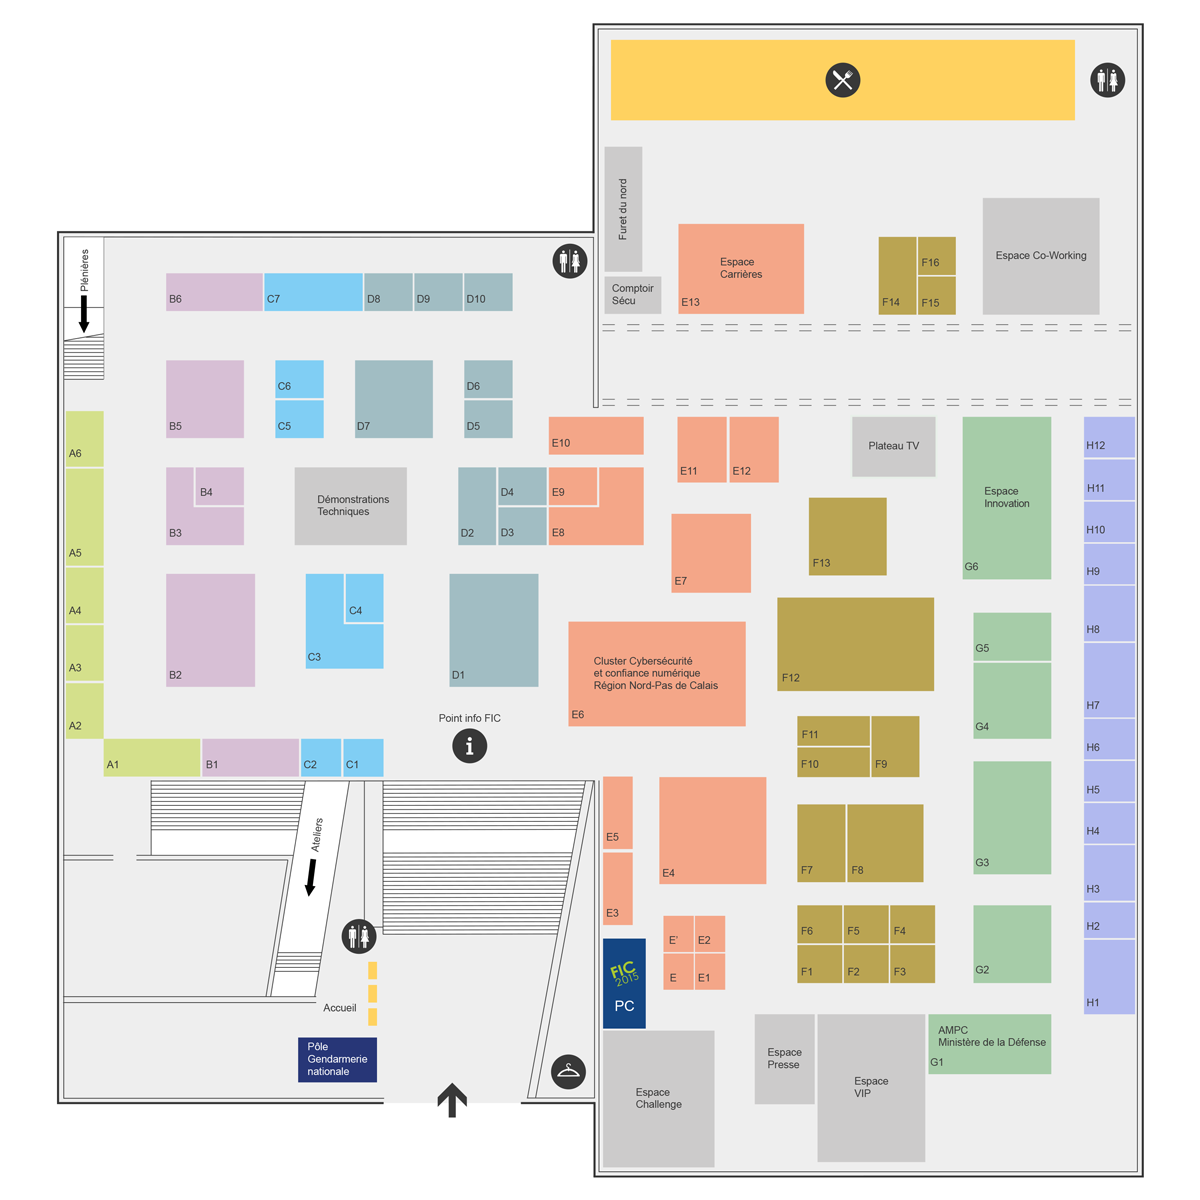 Furet du nord
Comptoir
Sécu
Espace
Carrières
E13
F14
F16
F15
Espace Co-Working
Plénières
B6
C7
D8
D9
D10
B5
C6
C5
D7
D6
D5
A6
A5
A4
A3
A2
A1
B4
B3
Démonstrations
Techniques
D2
D4
D3
E10
E9
E8
E11
E12
Plateau TV
Espace
Innovation
G6
H12
H11
H10
H9
H8
H7
H6
H5
H4
H3
H2
H1
E7
F13
B2
C4
C3
D1
Cluster Cybersécurité
et confiance numérique
Région Nord-Pas de Calais
E6
F12
G5
G4
Point info FIC
i
B1
C2
C1
F11
F10
F9
E5
E4
E3
F7
F8
G3
Ateliers
E'
E2
E
E1
F6
F5
F4
F1
F2
F3
G2
FIC
2015
PC
Accueil
Pôle
Gendarmerie
nationale
Espace
Challenge
Espace
Presse
Espace
VIP
AMPC
Ministère de la Défense
G1